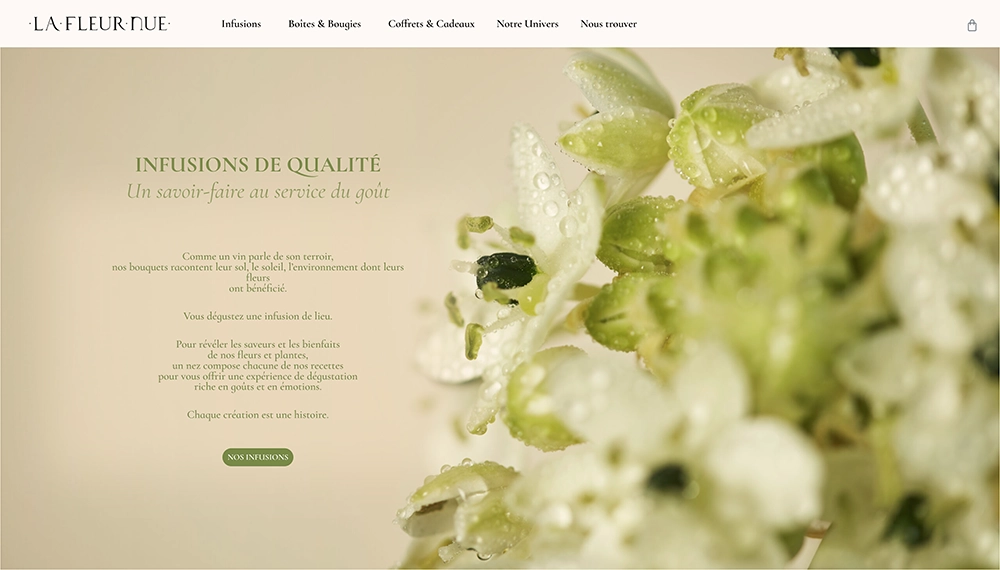 ·LA·FLEUR·NUE·
Infusions
Boites & Bougies
Coffrets & Cadeaux
Notre Univers
Nous trouver
INFUSIONS DE QUALITÉ
Un savoir-faire au service du goût
Comme un vin parle de son terroir,
nos bouquets racontent leur sol, le soleil, l'environnement dont leurs
fleurs
ont bénéficié.
Vous dégustez une infusion de lieu.
Pour révéler les saveurs et les bienfaits
de nos fleurs et plantes,
un nez compose chacune de nos recettes
pour vous offrir une expérience de dégustation
riche en goûts et en émotions.
Chaque création est une histoire.
NOS INFUSIONS